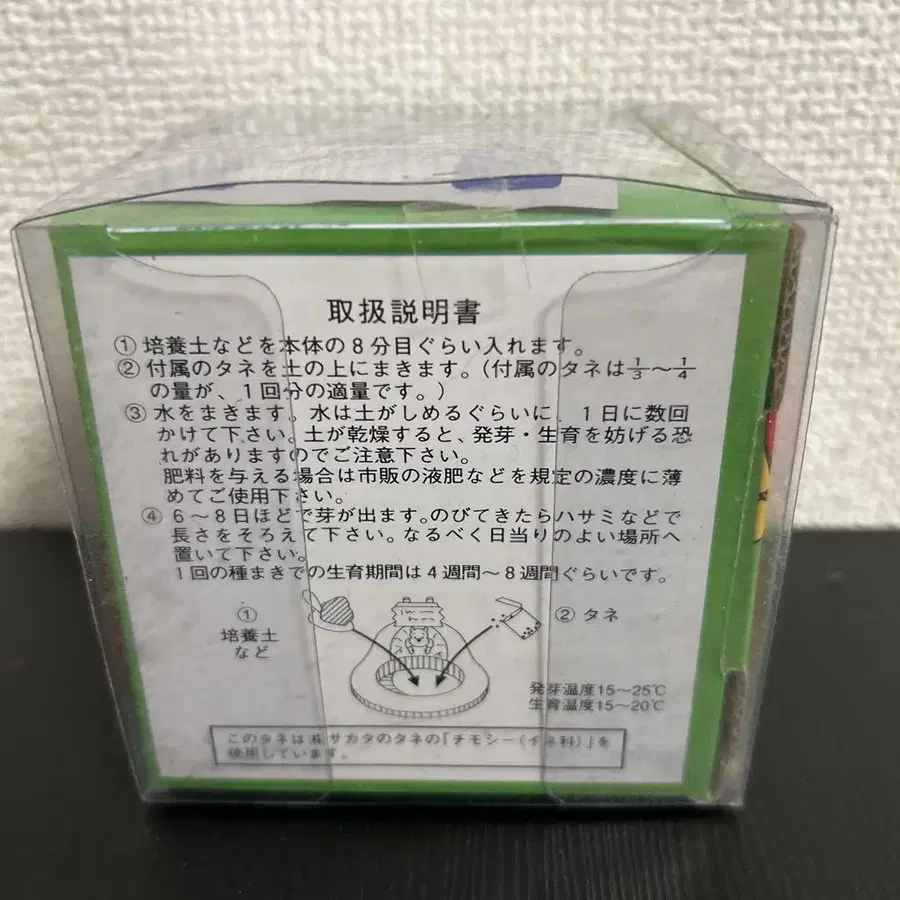 取扱説明書
① 培養土などを本体の8分目ぐらい入れます。
② 付属のタネを土の上にまきます。(付属のタネは1/3～1/4
の量が、1回分の適量です。)
③ 水をまきます。水は土がしめるぐらいに、1日に数回
かけて下さい。土が乾燥すると、発芽・生育を妨げる恐
れがありますのでご注意下さい。
肥料を与える場合は市販の液肥などを規定の濃度に薄
めてご使用下さい。
④ 6～8日ほどで芽が出ます。のびてきたらハサミなどで
長さをそろえて下さい。なるべく日当りのよい場所へ
置いて下さい。
1回の種まきでの生育期間は4週間～8週間ぐらいです。
①
培養土
など
② タネ
発芽温度15～25℃
生育温度15～20℃
このタネは㈱サカタのタネの「チモシー(イネ科)」を
使用しています。